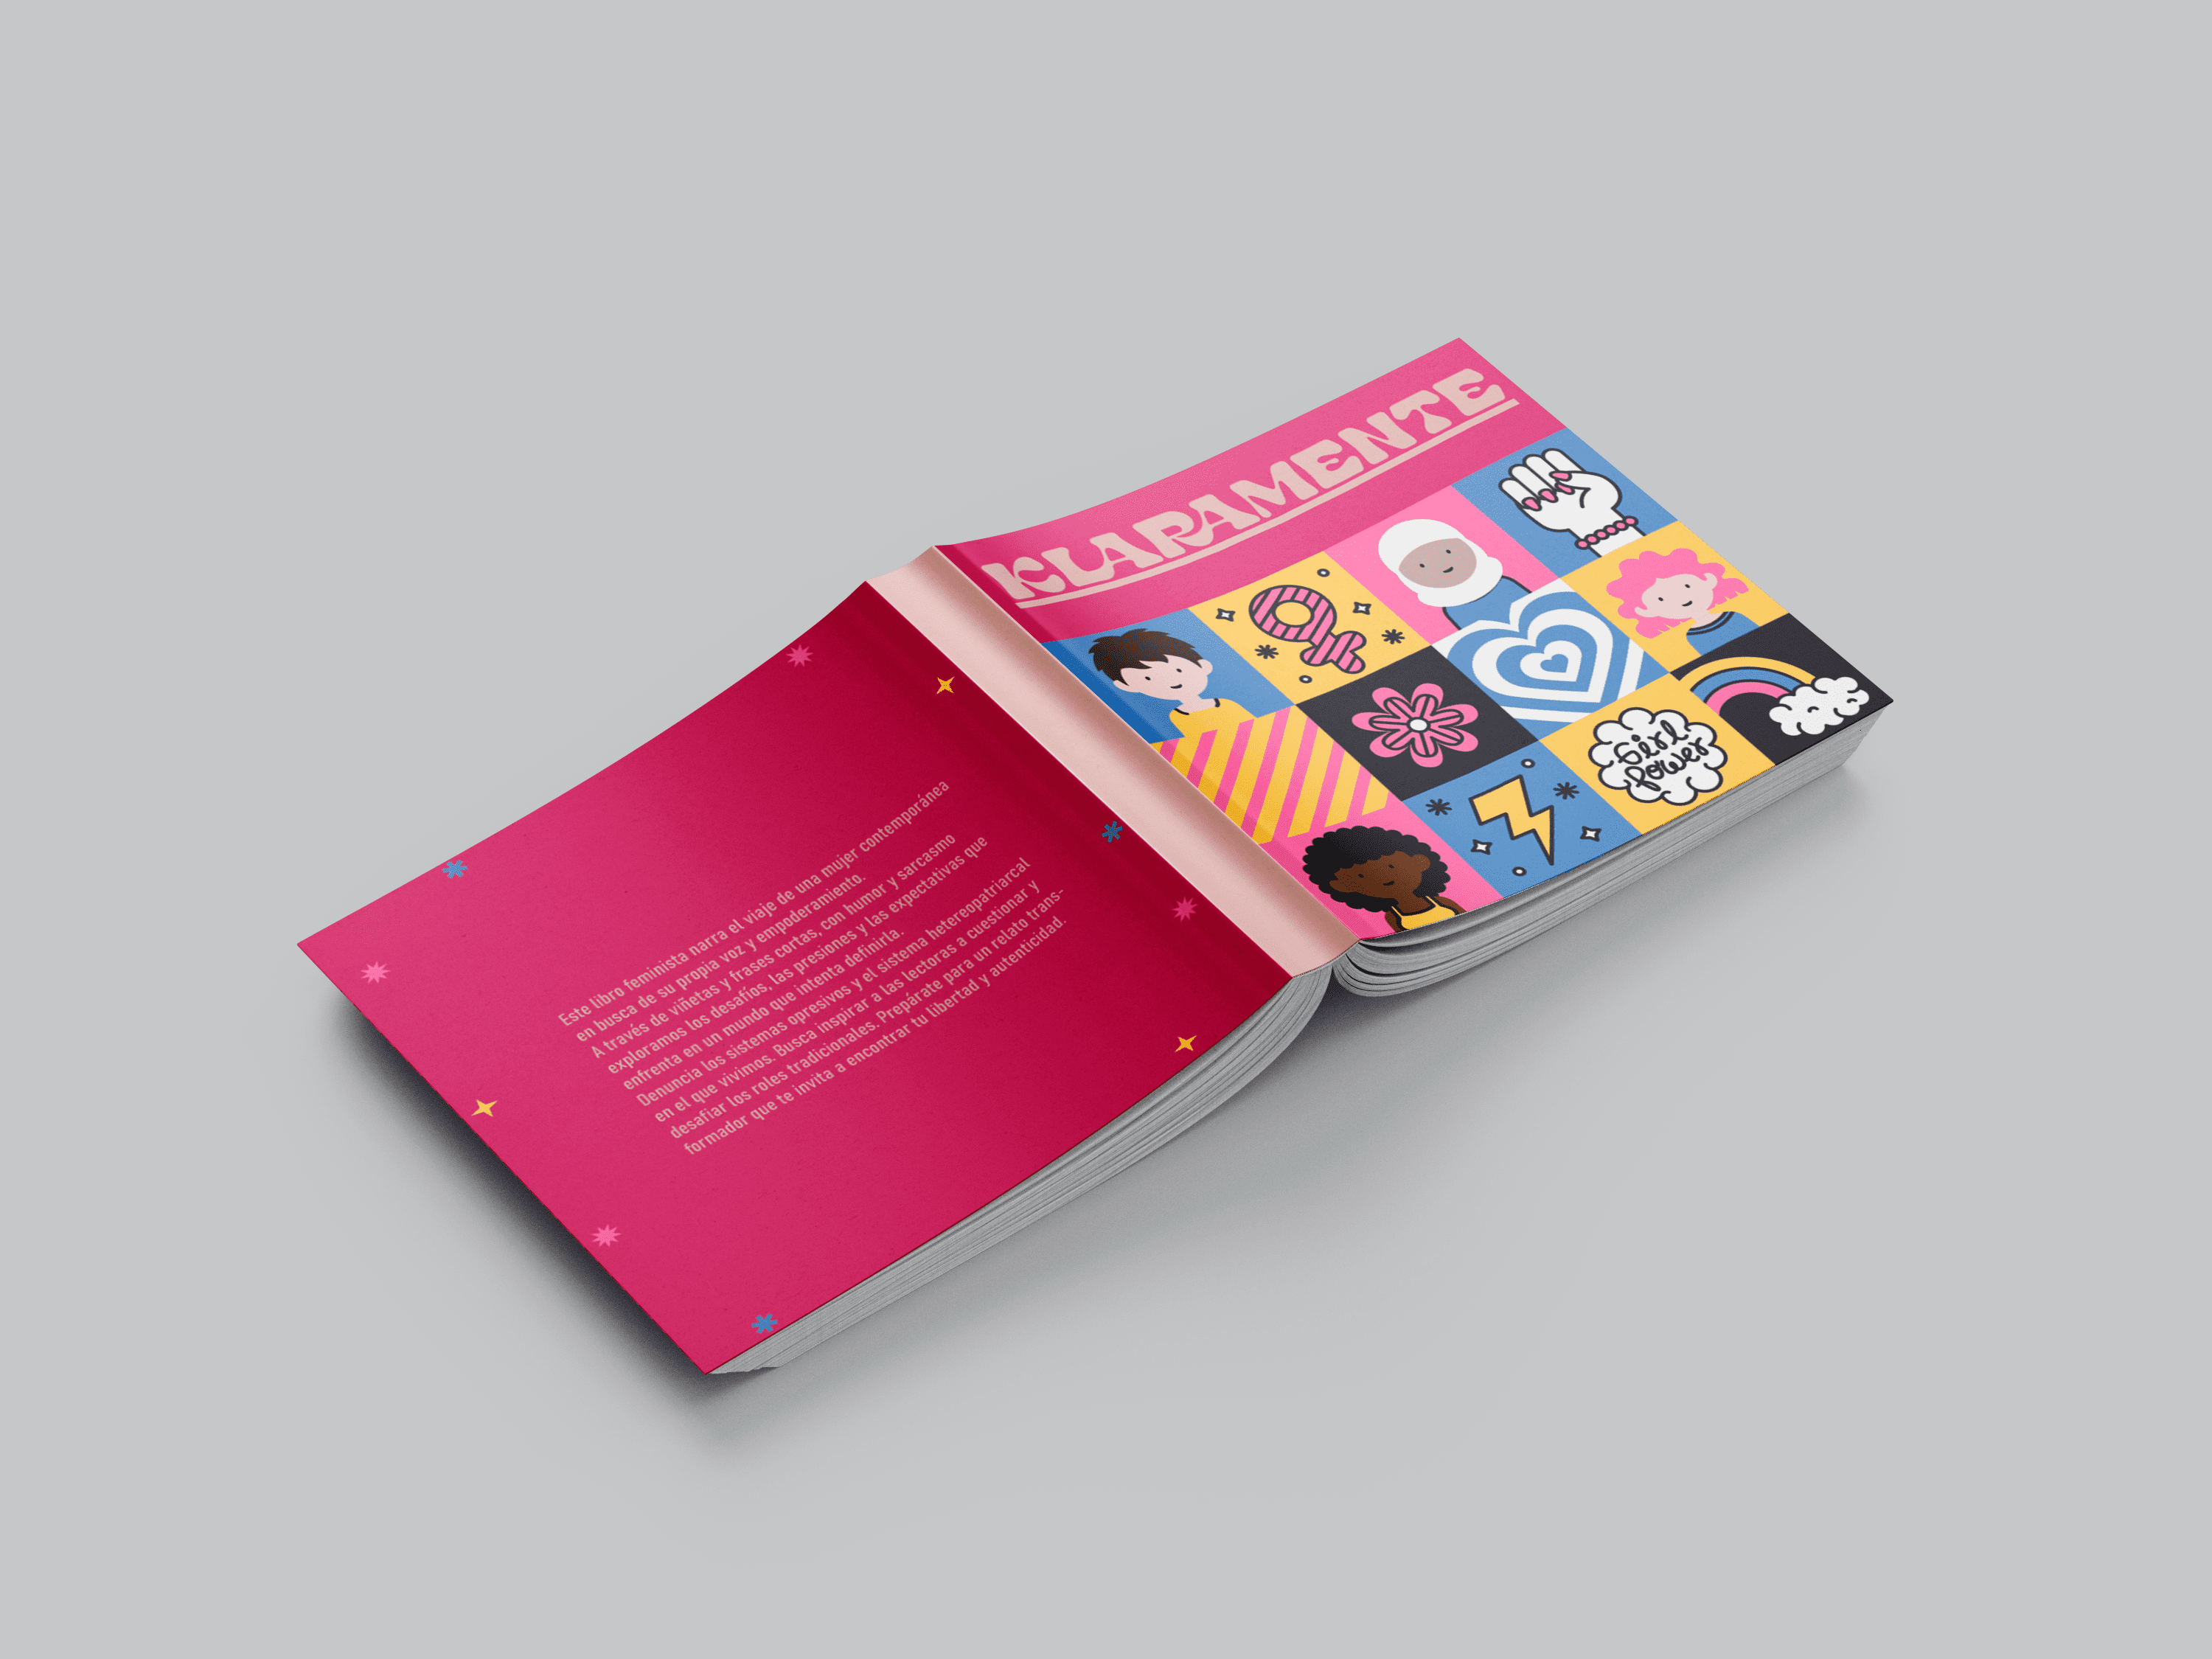 KLARAMENTE
Girl
power
Este libro feminista narra el viaje de una mujer contemporánea
en busca de su propia voz y empoderamiento.
A través de viñetas y frases cortas, con humor y sarcasmo
exploramos los desafíos, las presiones y las expectativas que
enfrenta en un mundo que intenta definirla.
Denuncia los sistemas opresivos y el sistema hetereopatriarcal
en el que vivimos. Busca inspirar a las lectoras a cuestionar y
desafiar los roles tradicionales. Prepárate para un relato trans-
formador que te invita a encontrar tu libertad y autenticidad.